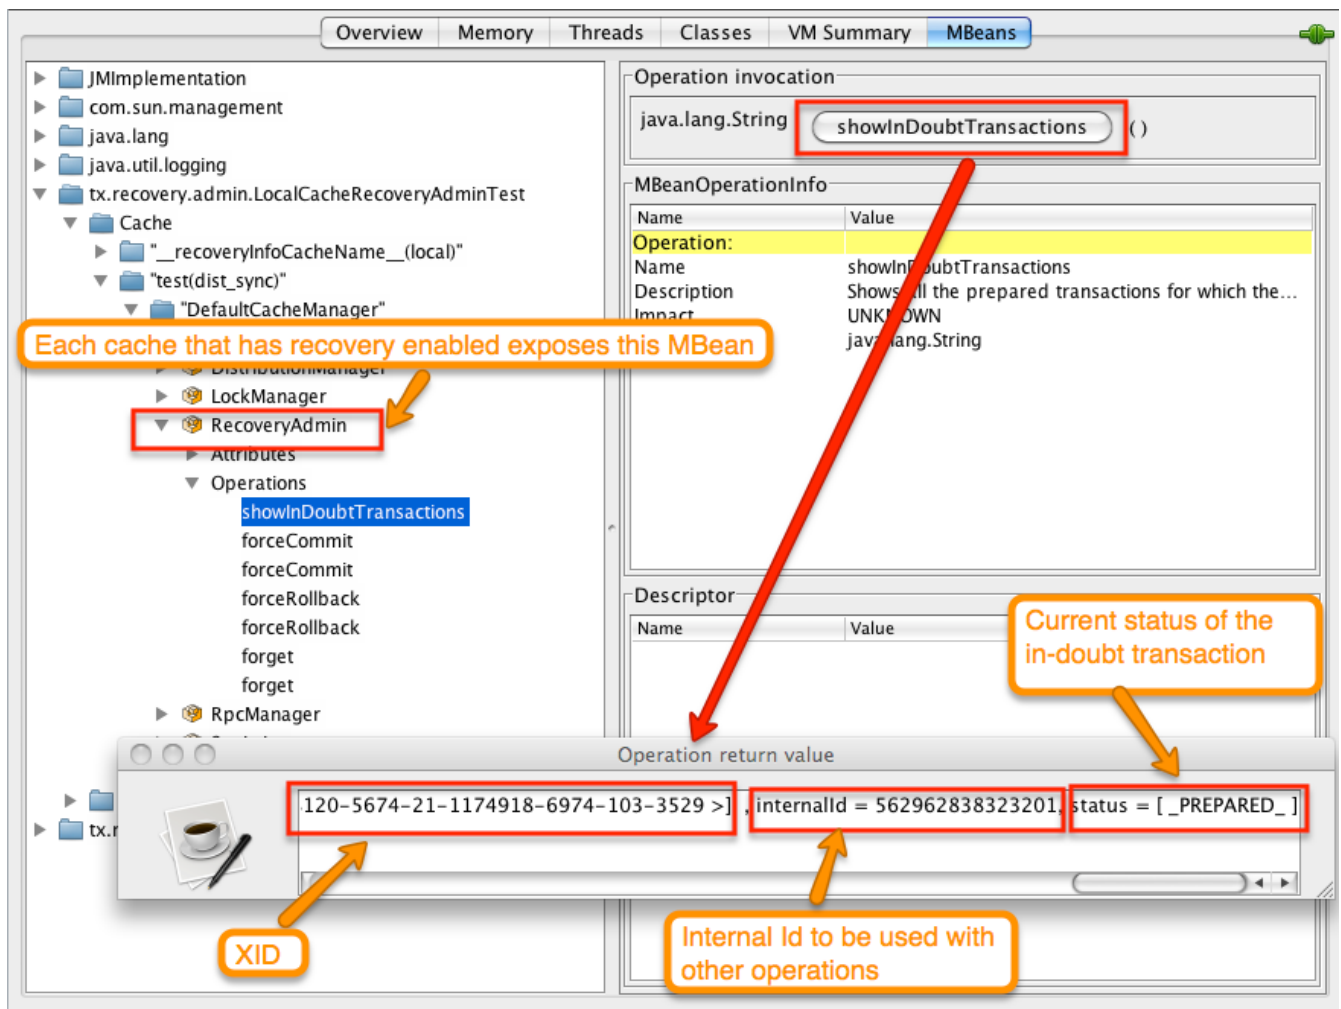 Overview Memory Threads Classes VM Summary MBeans
JMImplementation
com.sun.management
java.lang
java.util.logging
tx.recovery.admin.LocalCacheRecoveryAdminTest
Cache
"__recoveryInfoCacheName__(local)"
"test(dist_sync)"
"DefaultCacheManager"
Each cache that has recovery enabled exposes this MBean
DistributionManager
LockManager
RecoveryAdmin
Attributes
Operations
showInDoubtTransactions
forceCommit
forceCommit
forceRollback
forceRollback
forget
forget
RpcManager
tx.r
Operation invocation
java.lang.String showInDoubtTransactions ()
MBeanOperationInfo
Name Value
Operation:
Name showInDoubtTransactions
Description Shows all the prepared transactions for which the...
Impact UNKNOWN
java.lang.String
Descriptor
Name Value
Current status of the
in-doubt transaction
Operation return value
120-5674-21-1174918-6974-103-3529 >] , internalId = 562962838323201, status = [ _PREPARED_ ]
XID
Internal Id to be used with
other operations